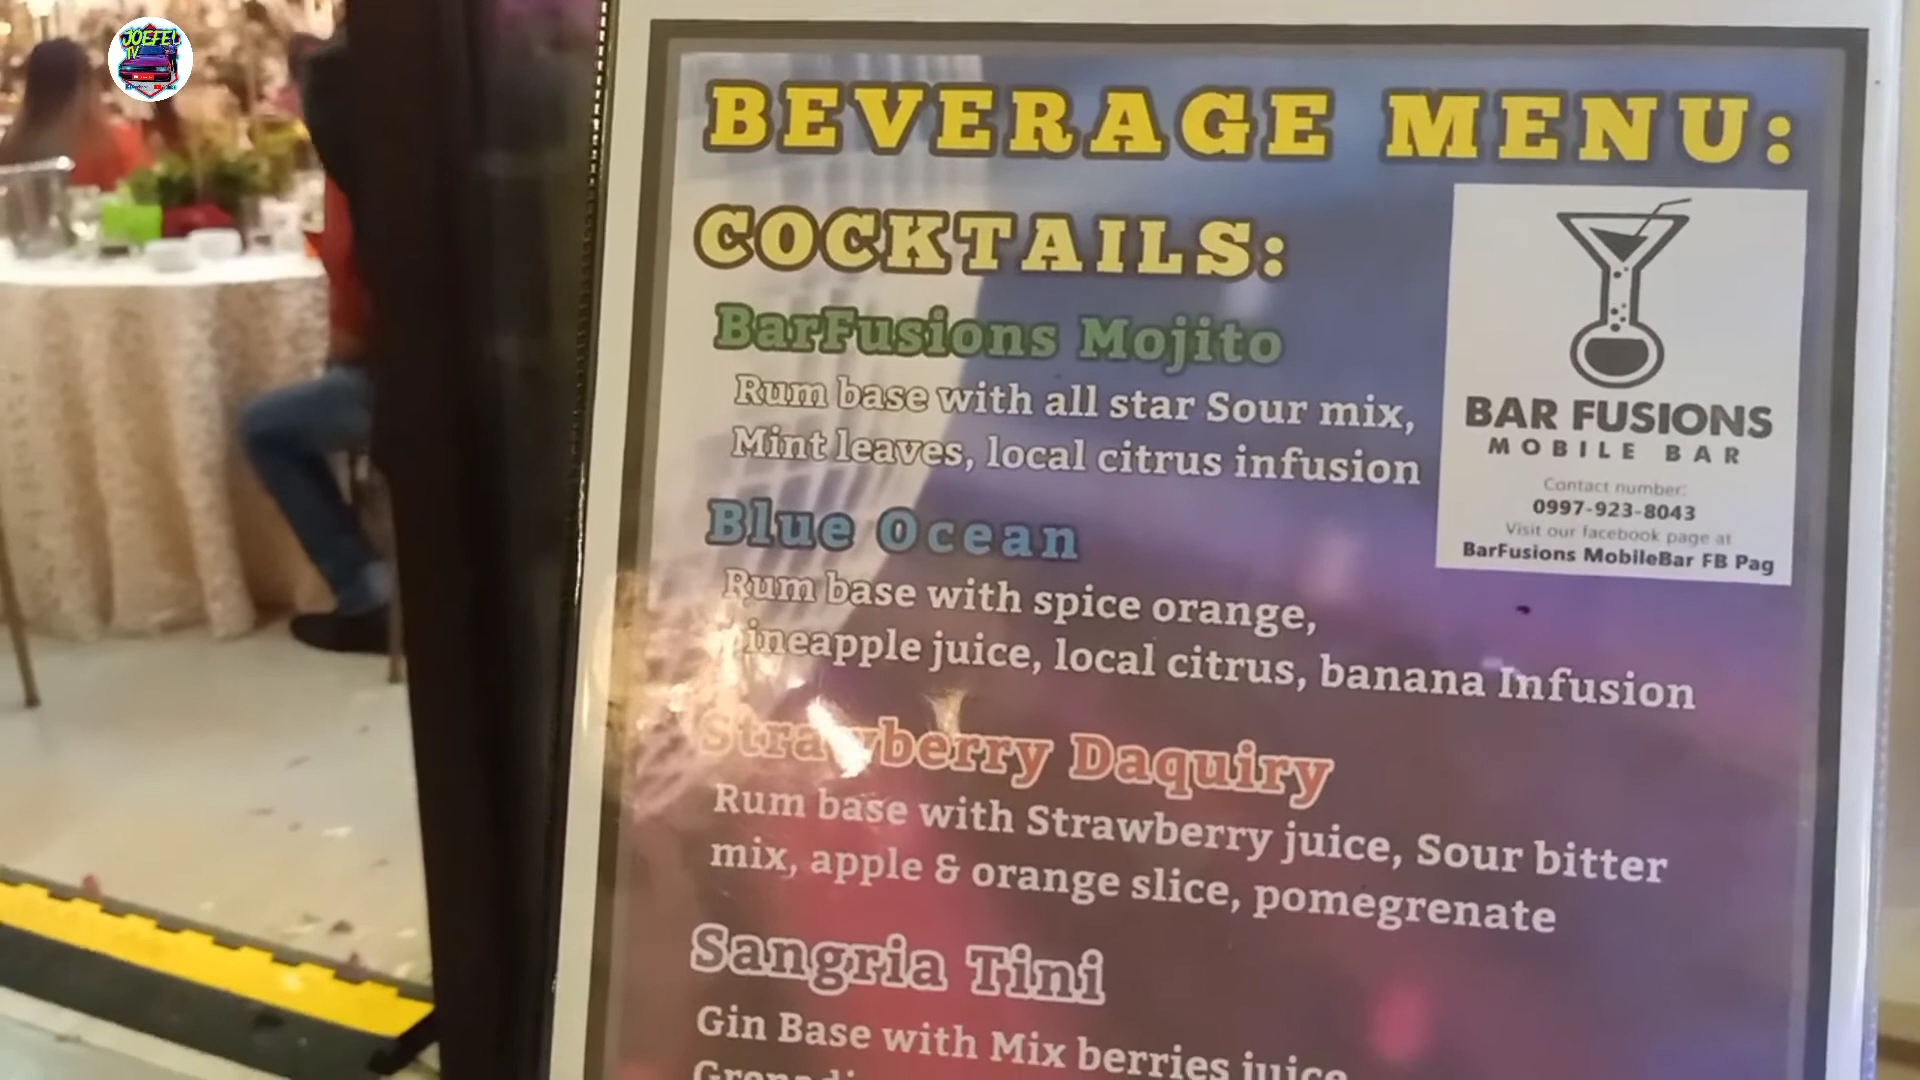 JOEFEL
TV
BEVERAGE MENU:
COCKTAILS:
BarFusions Mojito
Rum base with all star Sour mix,
Mint leaves, local citrus infusion
Blue Ocean
Rum base with spice orange,
Pineapple juice, local citrus, banana Infusion
Strawberry Daquiry
Rum base with Strawberry juice, Sour bitter
mix, apple & orange slice, pomegrenate
Sangria Tini
Gin Base with Mix berries juice
BAR FUSIONS
MOBILE BAR
Contact number:
0997-923-8043
Visit our facebook page at
BarFusions MobileBar FB Pag